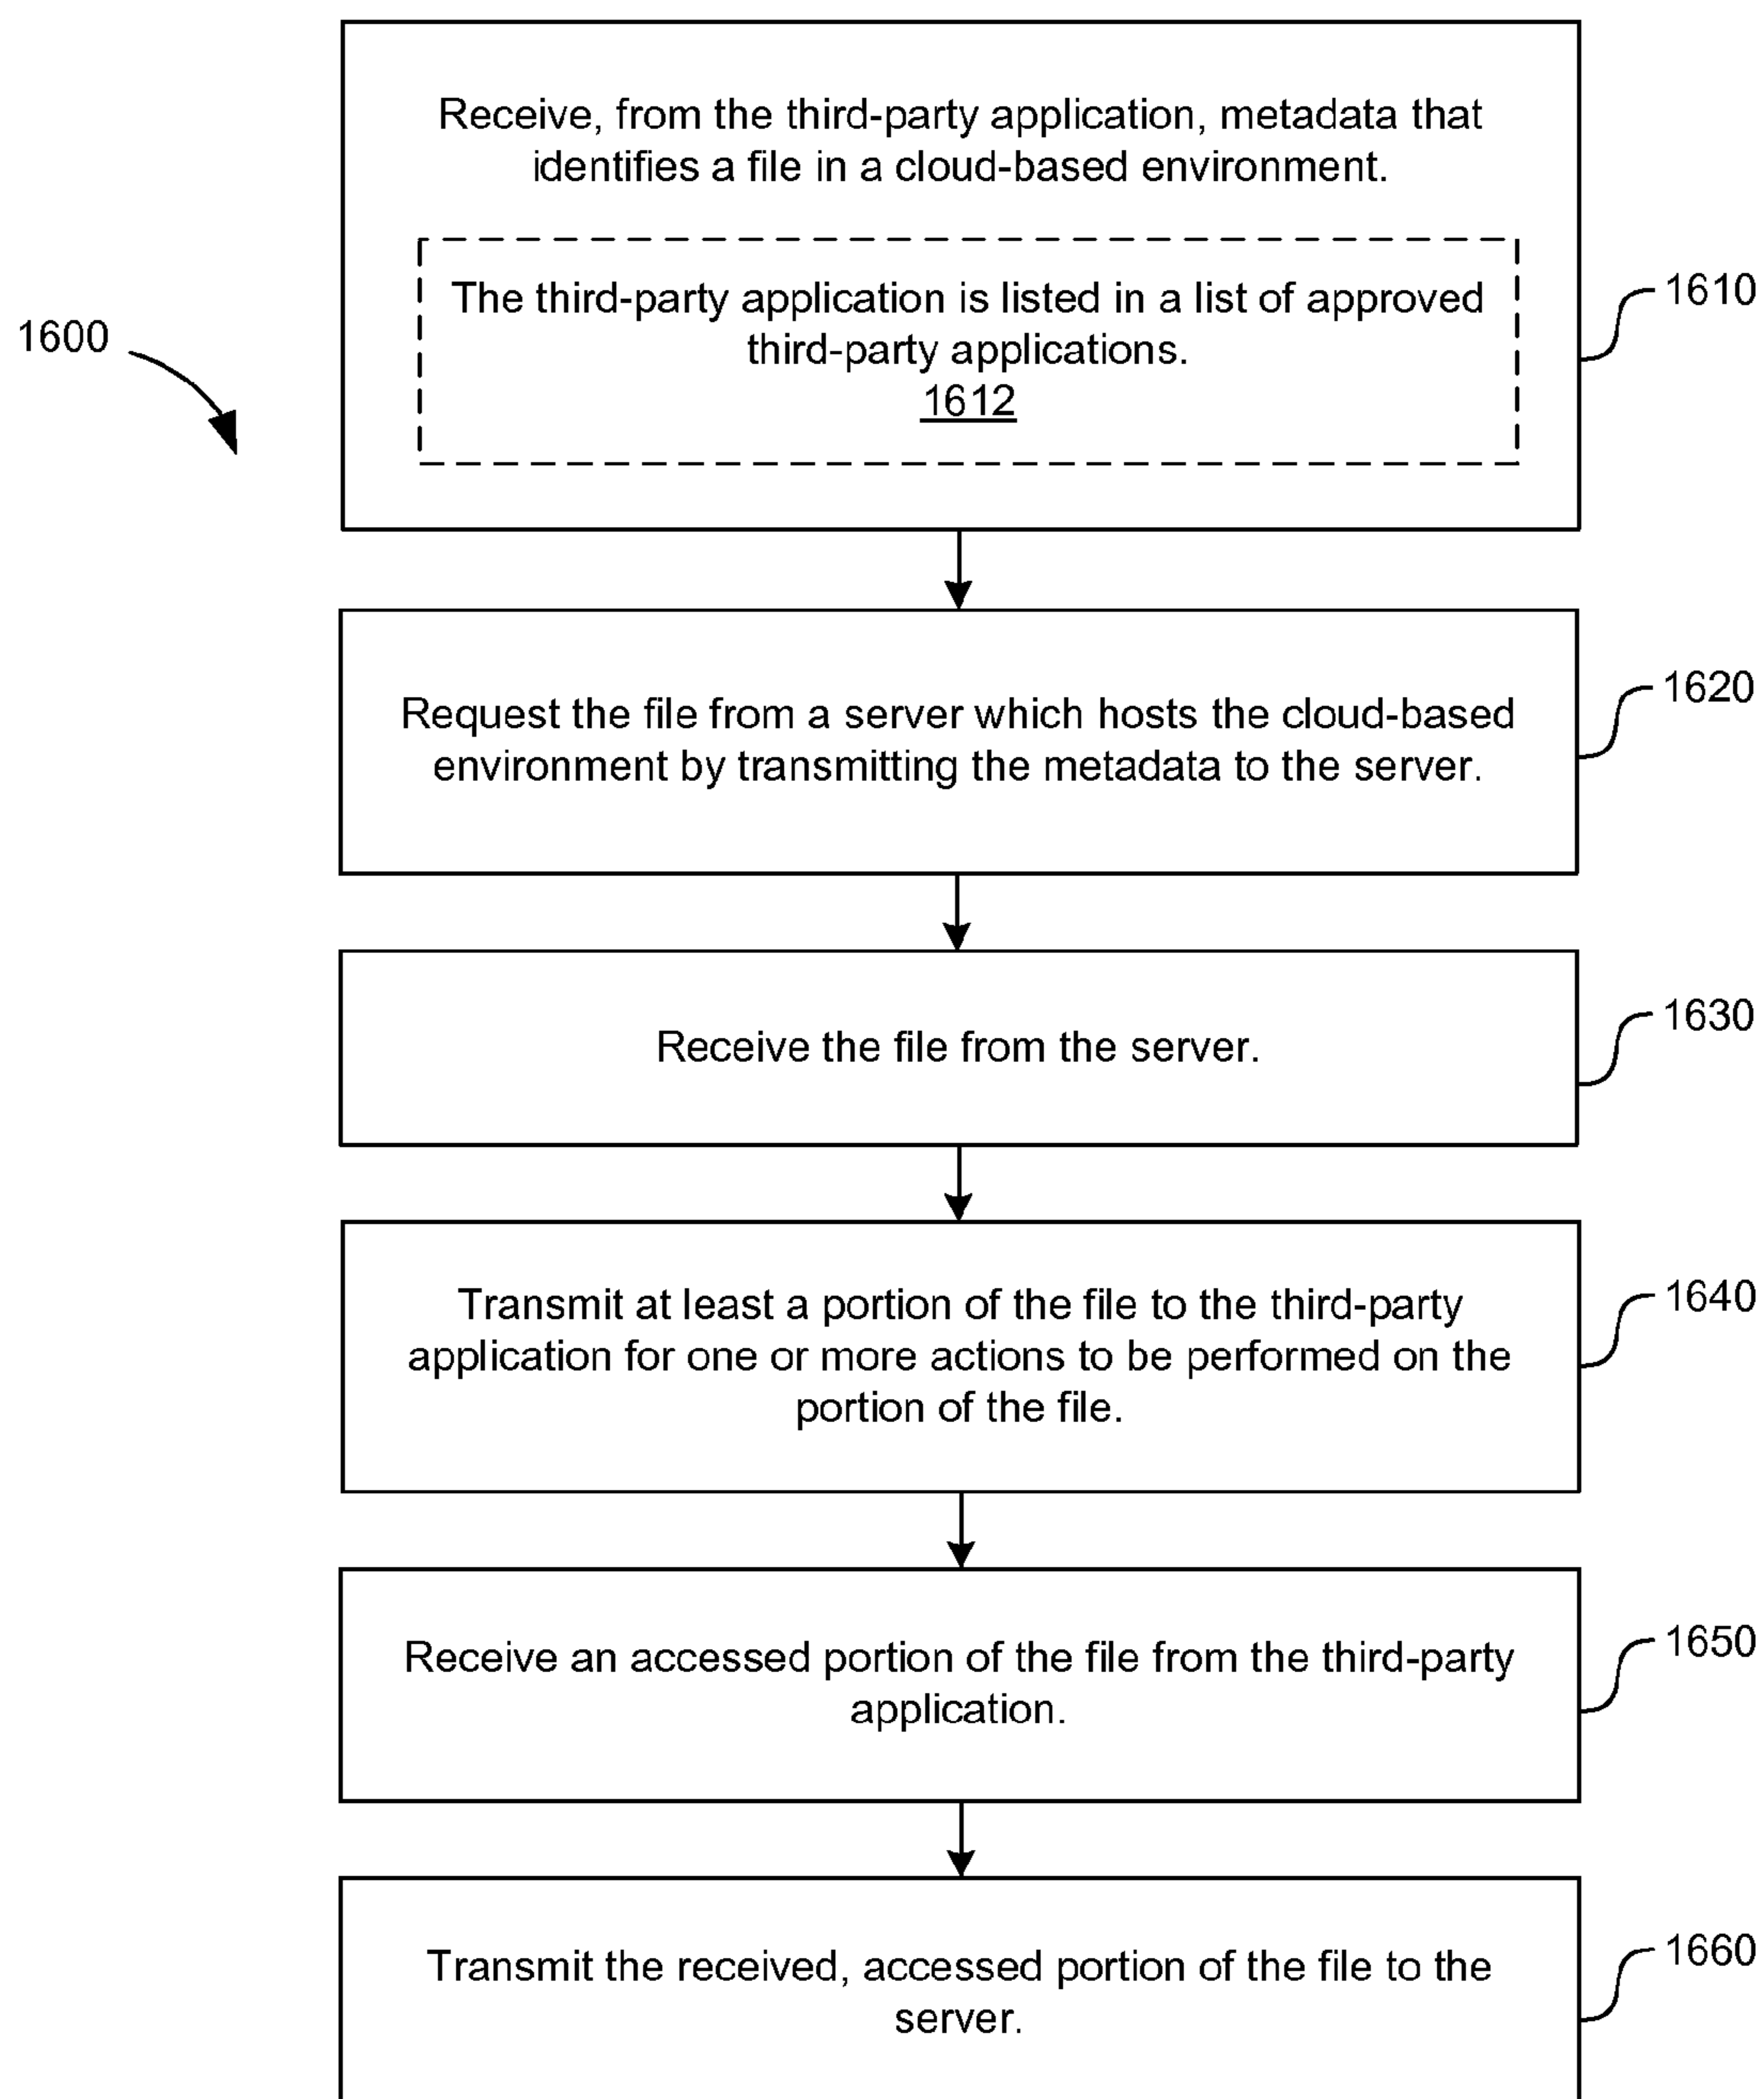 Receive, from the third-party application, metadata that
identifies a file in a cloud-based environment.
The third-party application is listed in a list of approved
third-party applications.
1612
1610
1600
Request the file from a server which hosts the cloud-based
environment by transmitting the metadata to the server.
1620
Receive the file from the server.
1630
Transmit at least a portion of the file to the third-party
application for one or more actions to be performed on the
portion of the file.
1640
Receive an accessed portion of the file from the third-party
application.
1650
Transmit the received, accessed portion of the file to the
server.
1660